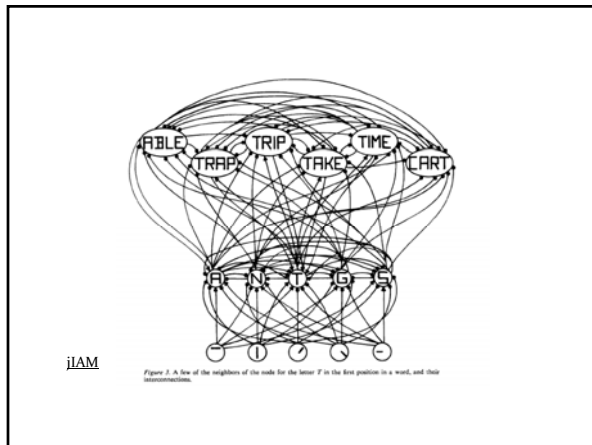 ABLE TRAP TRIP TAKE TIME CART
A N T G S
jIAM
Figure 3. A few of the neighbors of the node for the letter T in the first position in a word, and their
interconnections.